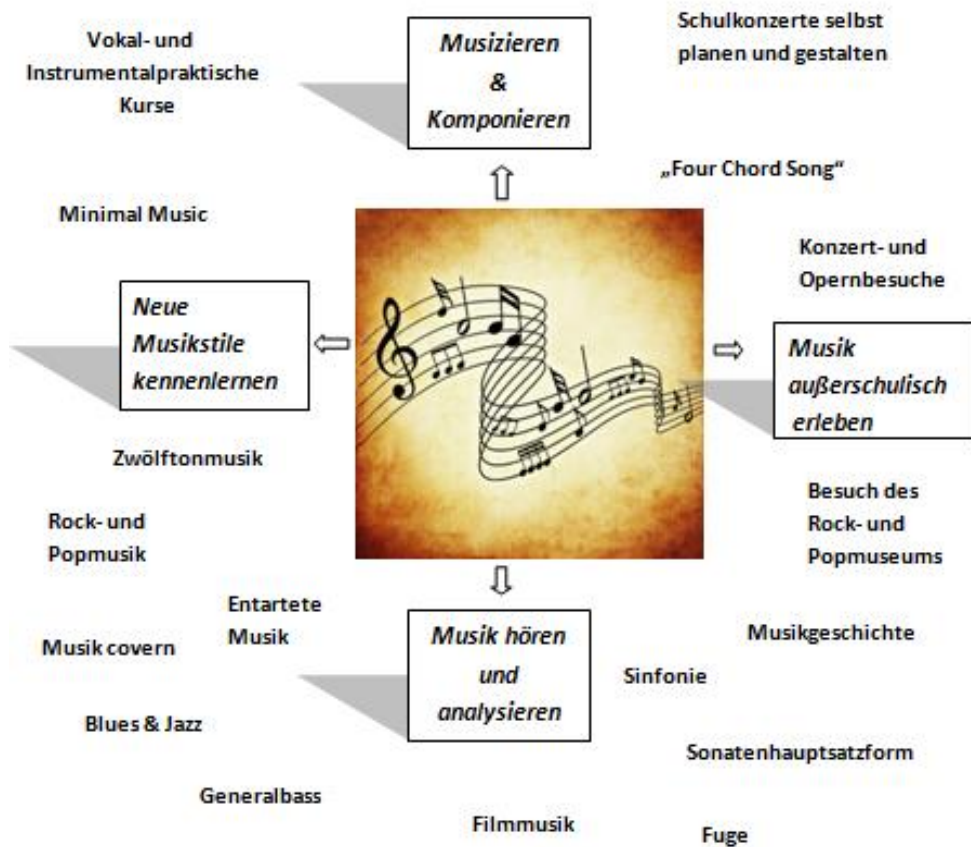 Vokal- und
Instrumentalpraktische
Kurse
Musizieren
&
Komponieren
Schulkonzerte selbst
planen und gestalten
„Four Chord Song“
Minimal Music
Konzert- und
Opernbesuche
Neue
Musikstile
kennenlernen
Musik
außerschulisch
erleben
Zwölftonmusik
Rock- und
Popmusik
Besuch des
Rock- und
Popmuseums
Entartete
Musik
Musik covern
Musik hören
und
analysieren
Musikgeschichte
Sinfonie
Blues & Jazz
Sonatenhauptsatzform
Generalbass
Filmmusik
Fuge